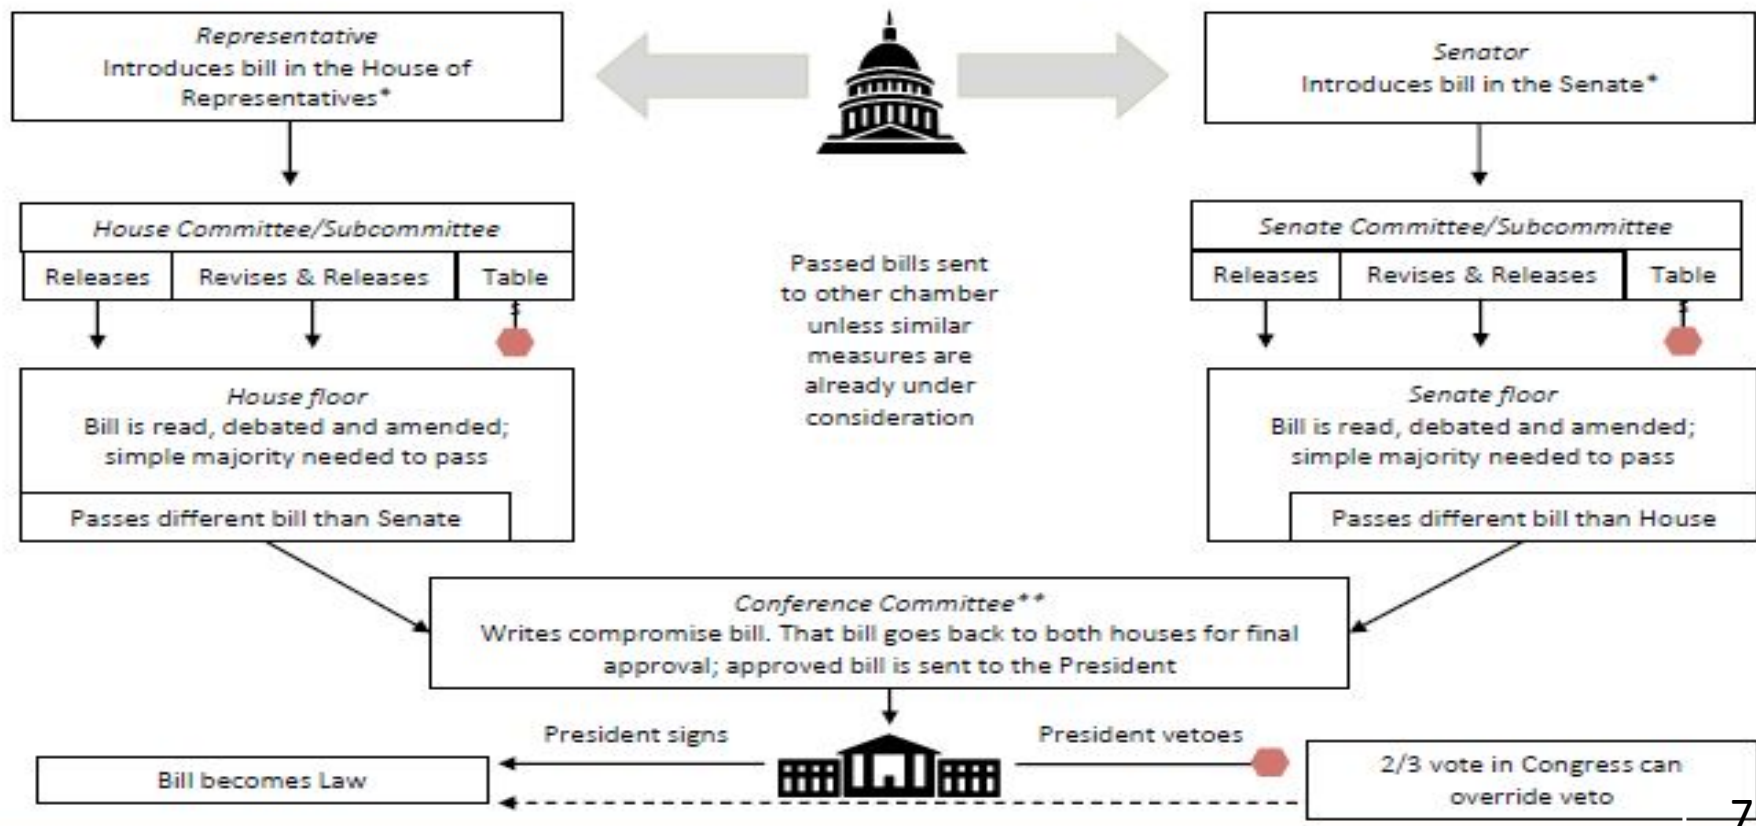 Representative
Introduces bill in the House of
Representatives*
Senator
Introduces bill in the Senate*
House Committee/Subcommittee
Releases
Revises & Releases
Table
s
Senate Committee/Subcommittee
Releases
Revises & Releases
Table
s
Passed bills sent
to other chamber
unless similar
measures are
already under
consideration
House floor
Bill is read, debated and amended;
simple majority needed to pass
Passes different bill than Senate
Senate floor
Bill is read, debated and amended;
simple majority needed to pass
Passes different bill than House
Conference Committee**
Writes compromise bill. That bill goes back to both houses for final
approval; approved bill is sent to the President
President signs
President vetoes
Bill becomes Law
2/3 vote in Congress can
override veto
7